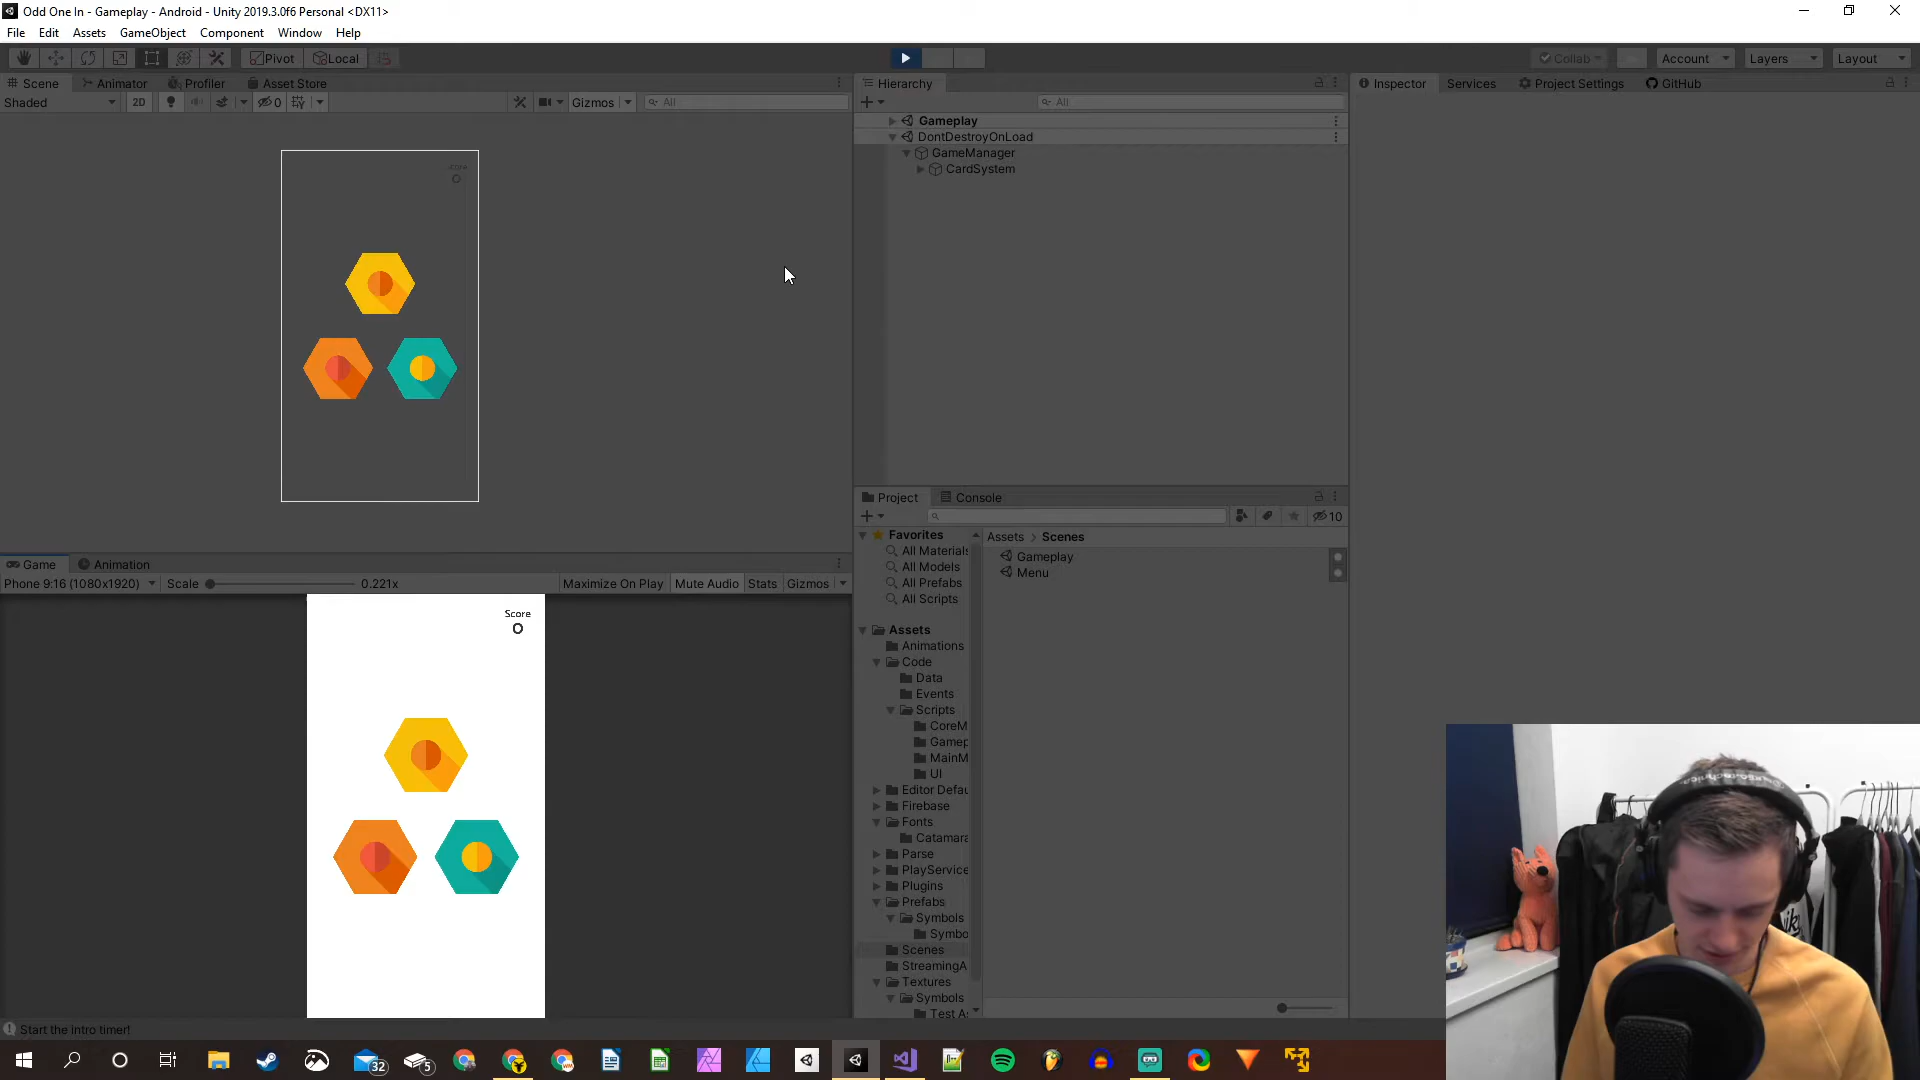 Odd One In - Gameplay - Android - Unity 2019.3.0f6 Personal <DX11>
File Edit Assets GameObject Component Window Help
Pivot Local Collab Account Layers Layout
Scene Animator Profiler Asset Store
Shaded 2D 0 Gizmos All
Score
0
Game Animation
Phone 9:16 (1080x1920) Scale 0.221x Maximize On Play Mute Audio Stats Gizmos
Score
0
Start the intro timer!
Hierarchy
All
Gameplay
DontDestroyOnLoad
GameManager
CardSystem
Project Console
10
Favorites
All Materials
All Models
All Prefabs
All Scripts
Assets
Animations
Code
Data
Events
Scripts
CoreM
Gamep
MainM
UI
Editor Defau
Firebase
Fonts
Catamara
Parse
PlayService
Plugins
Prefabs
Symbols
Symbo
Scenes
StreamingA
Textures
Symbols
Test As
Assets > Scenes
Gameplay
Menu
Inspector Services Project Settings GitHub
32
5